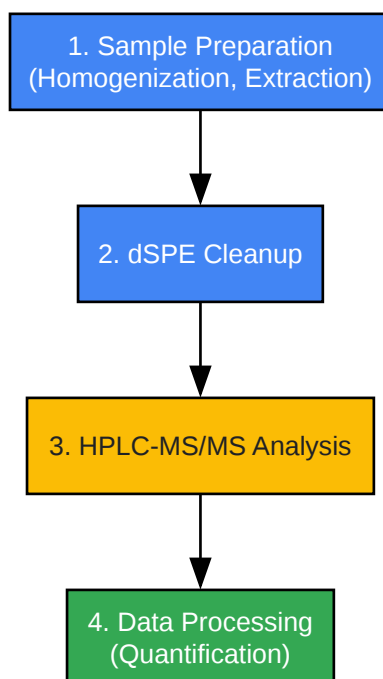 1. Sample Preparation
(Homogenization, Extraction)
2. dSPE Cleanup
3. HPLC-MS/MS Analysis
4. Data Processing
(Quantification)